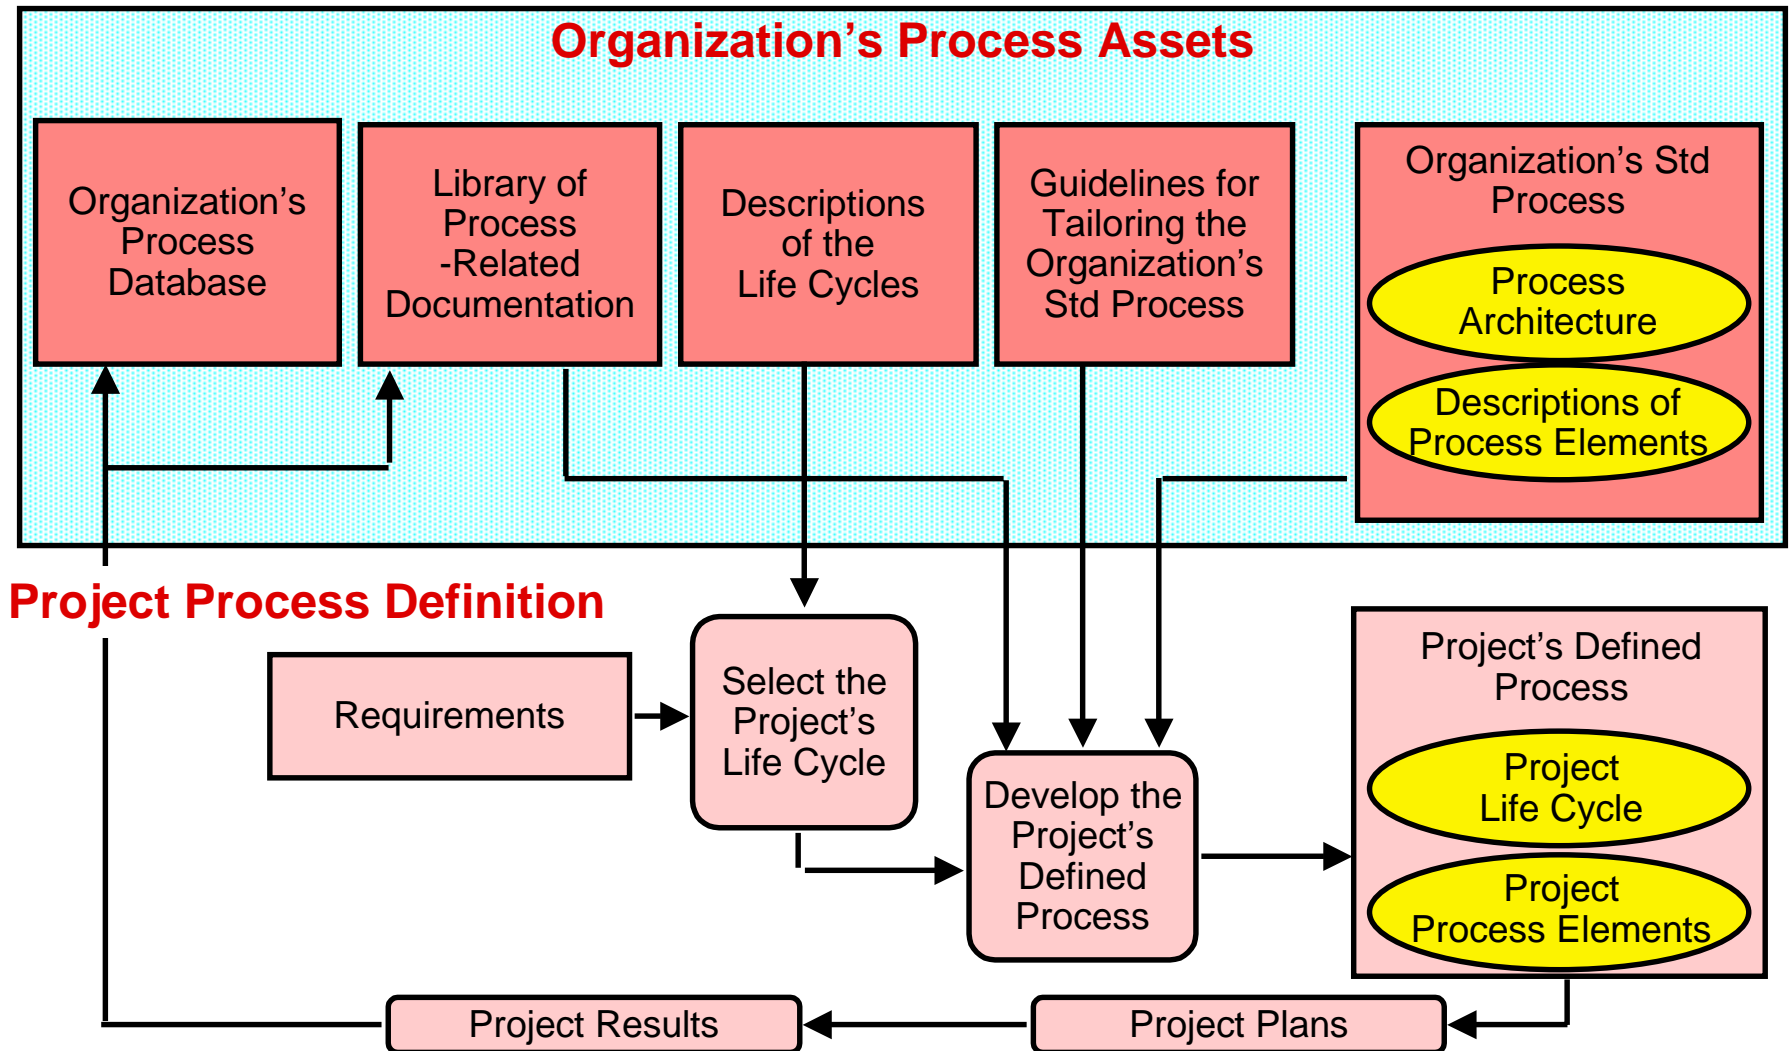 Organization’s Process Assets
Organization’s
Process
Database
Library of
Process
-Related
Documentation
Descriptions
of the
Life Cycles
Guidelines for
Tailoring the
Organization’s
Std Process
Organization’s Std
Process
Process
Architecture
Descriptions of
Process Elements
Project Process Definition
Requirements
Select the
Project’s
Life Cycle
Develop the
Project’s
Defined
Process
Project’s Defined
Process
Project
Life Cycle
Project
Process Elements
Project Results
Project Plans